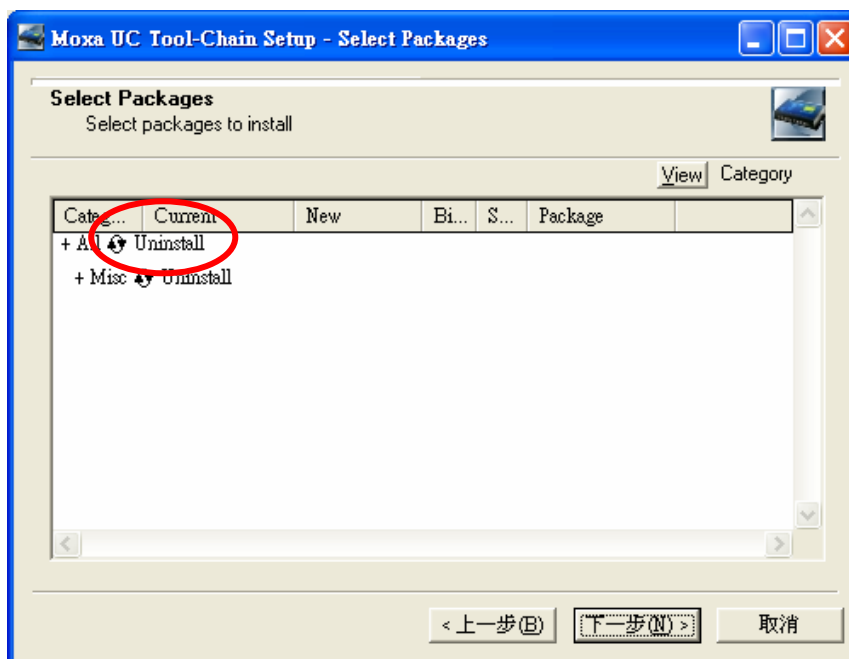 Moxa UC Tool-Chain Setup - Select Packages
Select Packages
Select packages to install
View Category
Categ... Current New Bi... S... Package
+ All Uninstall
+ Misc Uninstall
<上一步(B) 下一步(N)> 取消